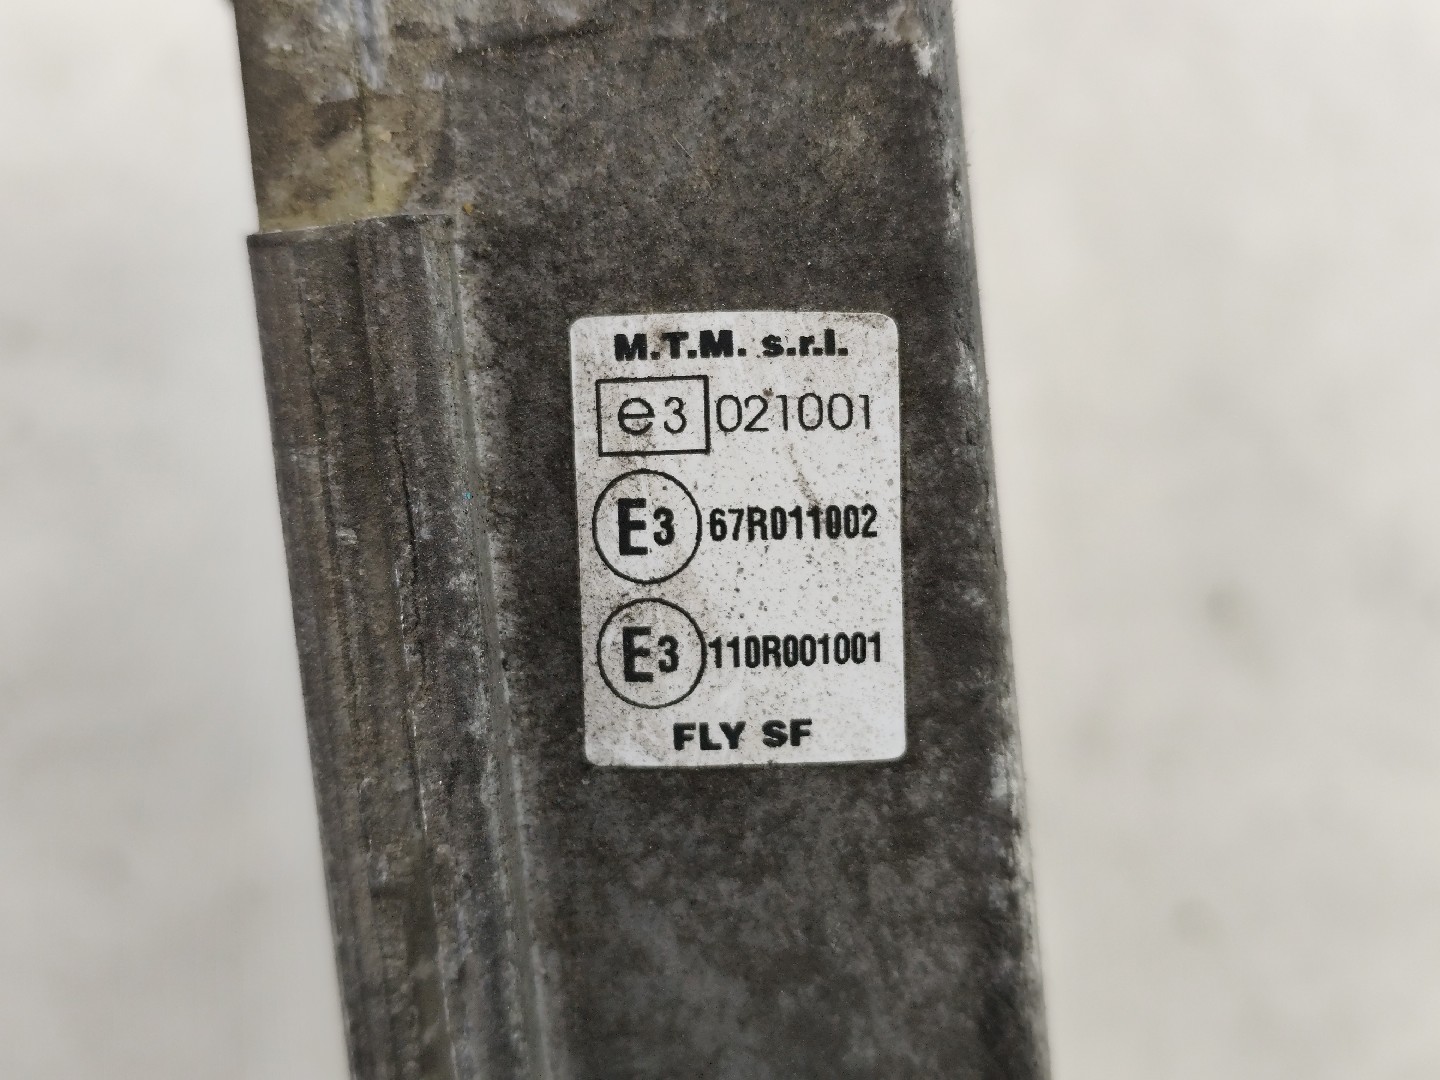 M.T.M. s.r.l.
e3 021001
E3 67R011002
E3 110R001001
FLY SF